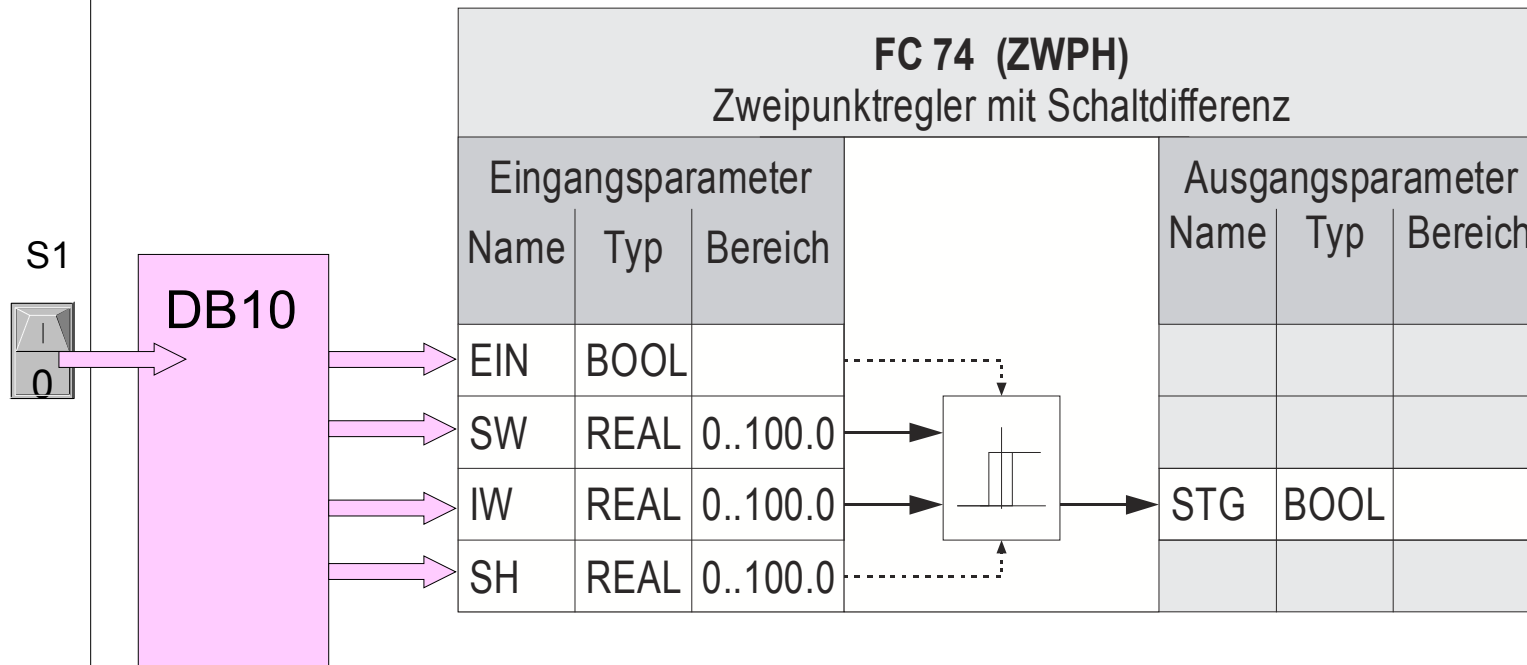 FC 74 (ZWPH)
Zweipunktregler mit Schaltdifferenz
Eingangsparameter
Name Typ Bereich
Ausgangsparameter
Name Typ Bereich
S1
0
DB10
EIN BOOL
SW REAL 0..100.0
IW REAL 0..100.0
STG BOOL
SH REAL 0..100.0